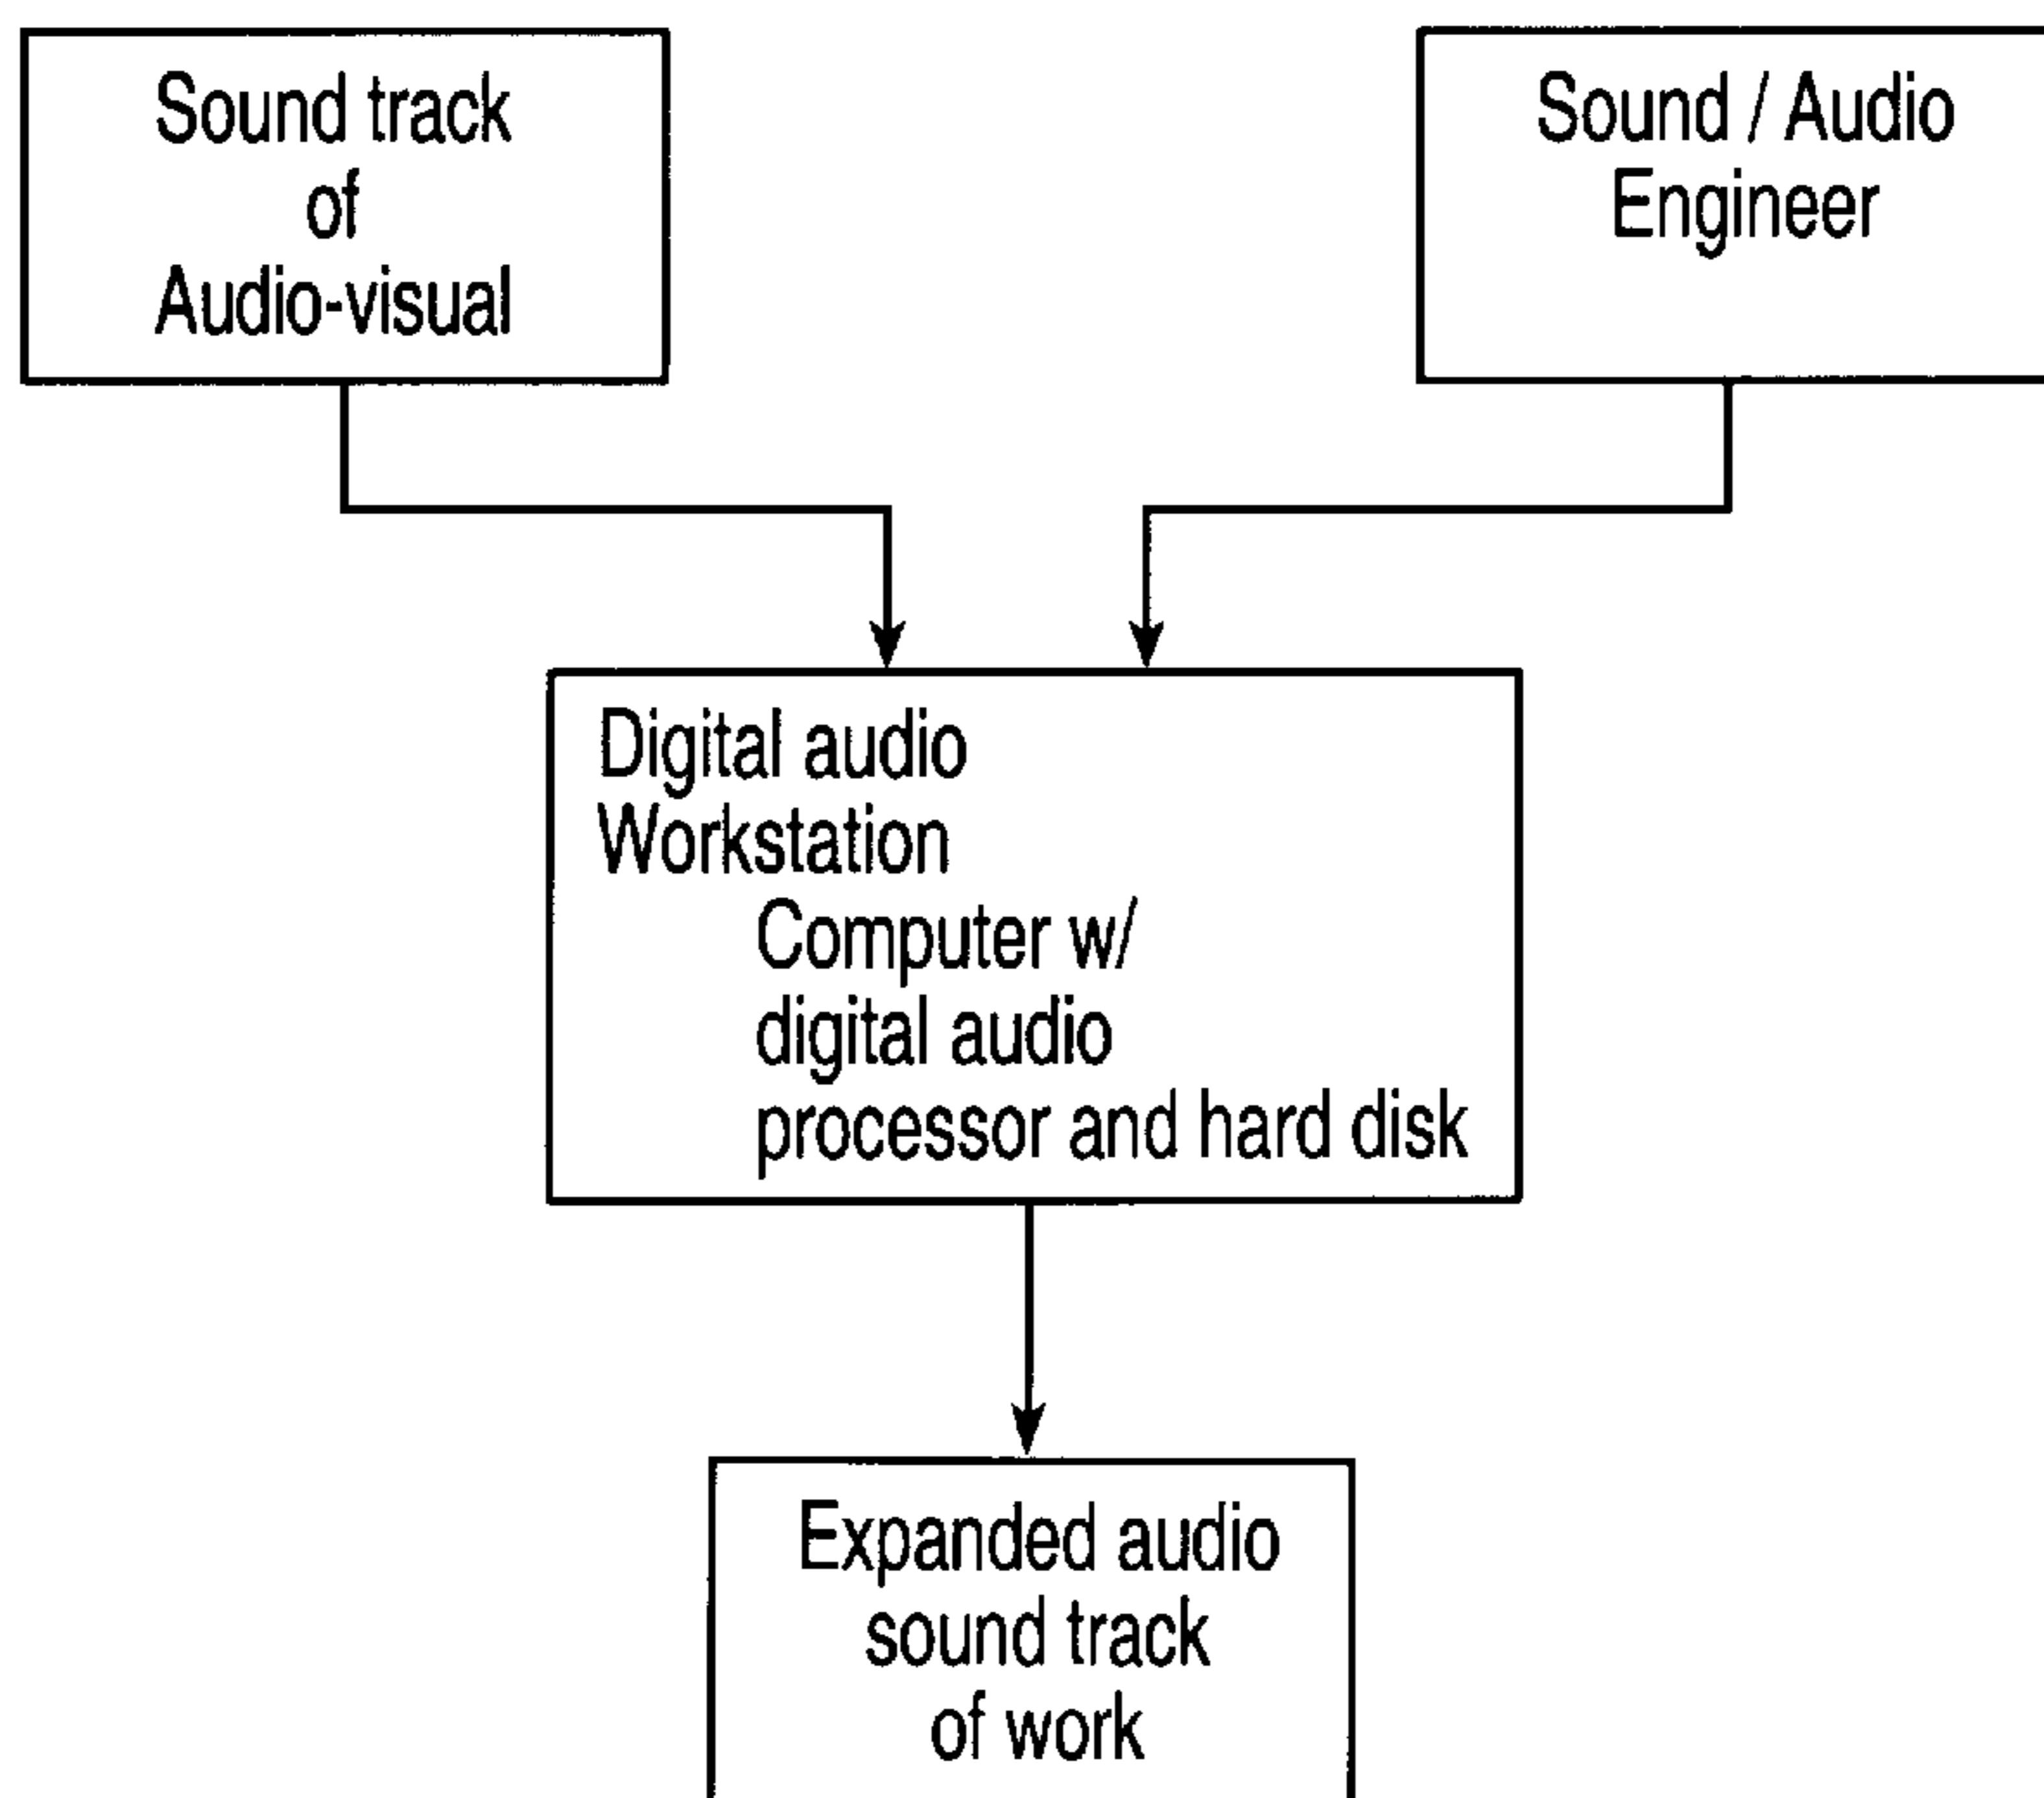 Sound track
of
Audio-visual
Sound / Audio
Engineer
Digital audio
Workstation
Computer w/
digital audio
processor and hard disk
Expanded audio
sound track
of work